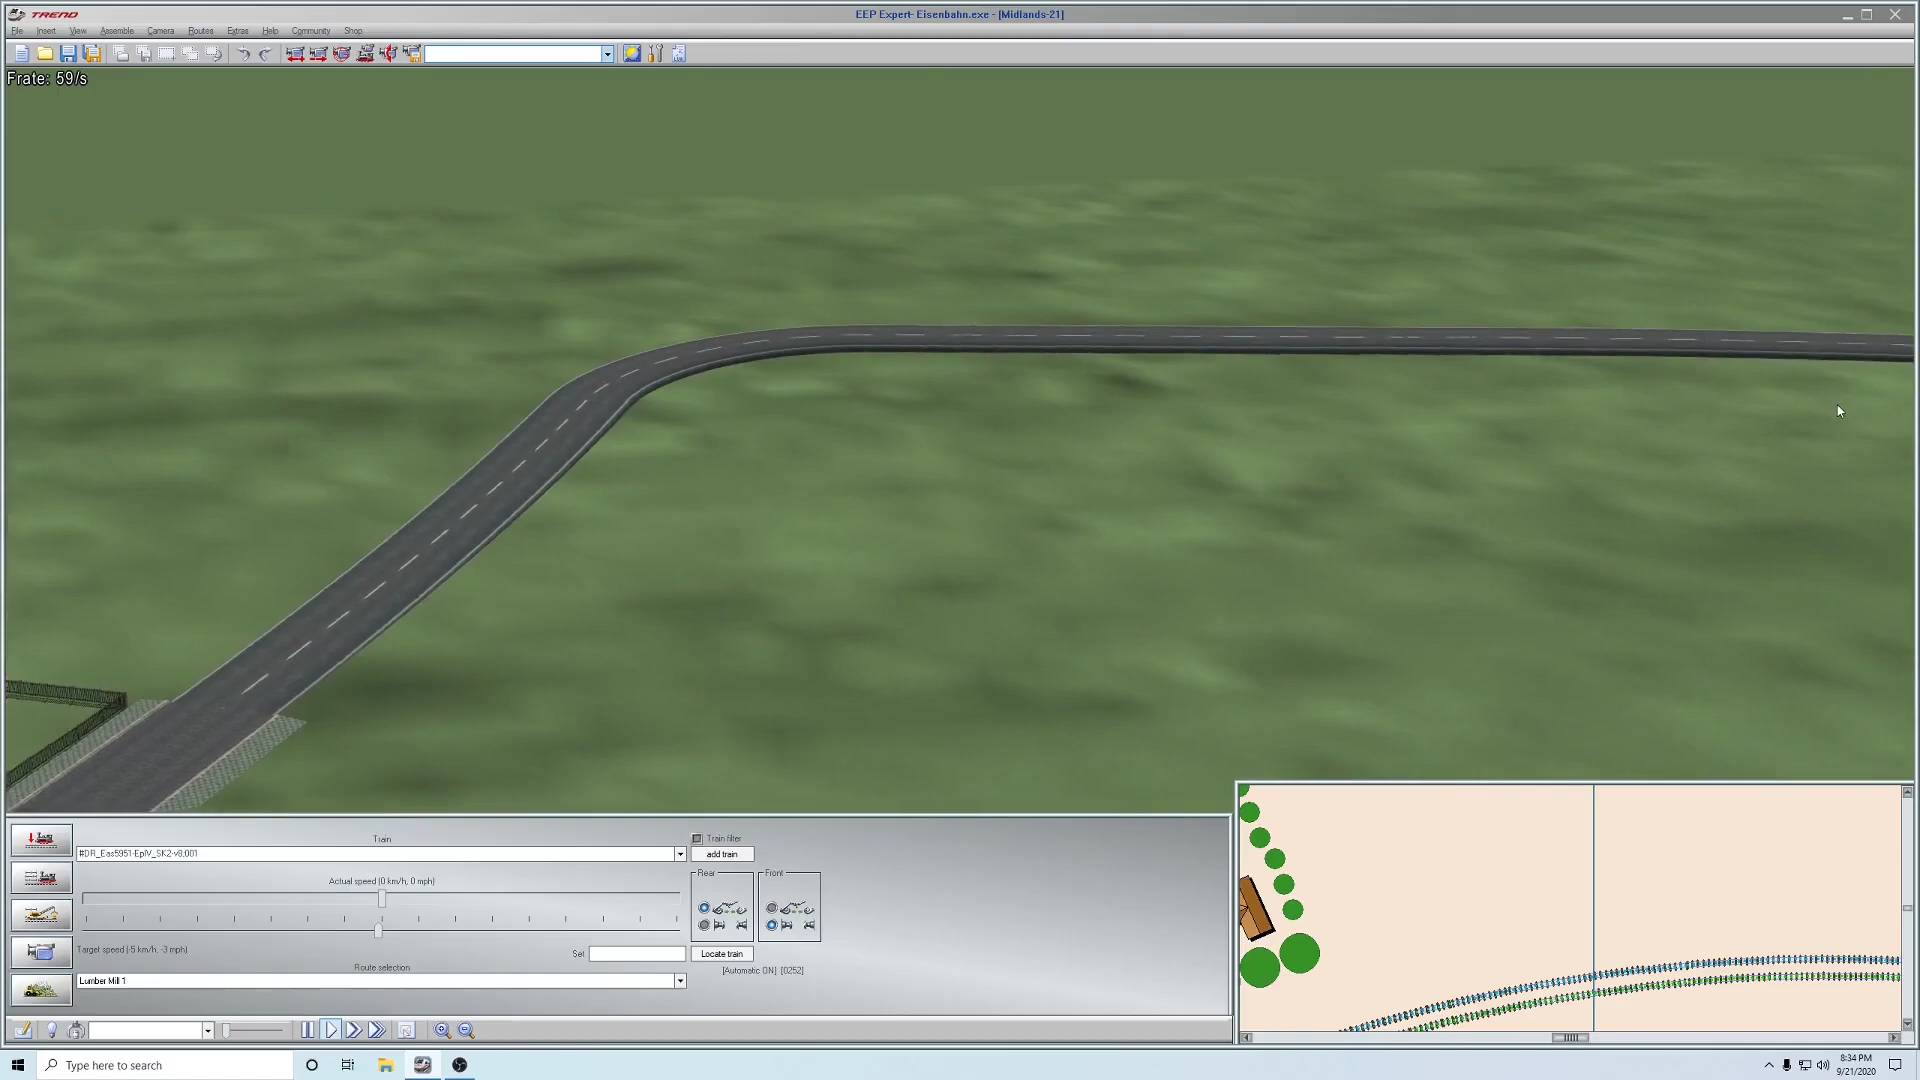 TREND
EEP Expert- Eisenbahn.exe - [Midlands-21]
File Insert View Assemble Camera Routes Extras Help Community Shop
Frate: 59/s
Train
Train filter
#DR_Eas5951-EpIV_SK2-v8;001
add train
Actual speed (0 km/h, 0 mph)
Rear
Front
Target speed (-5 km/h, -3 mph)
Set
Locate train
Route selection
[Automatic ON] [0252]
Lumber Mill 1
Type here to search
8:34 PM
9/21/2020